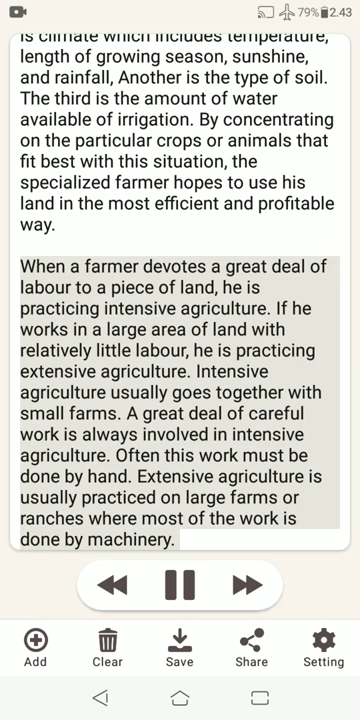 79% 2.43
is climate which includes temperature,
length of growing season, sunshine,
and rainfall, Another is the type of soil.
The third is the amount of water
available of irrigation. By concentrating
on the particular crops or animals that
fit best with this situation, the
specialized farmer hopes to use his
land in the most efficient and profitable
way.
When a farmer devotes a great deal of
labour to a piece of land, he is
practicing intensive agriculture. If he
works in a large area of land with
relatively little labour, he is practicing
extensive agriculture. Intensive
agriculture usually goes together with
small farms. A great deal of careful
work is always involved in intensive
agriculture. Often this work must be
done by hand. Extensive agriculture is
usually practiced on large farms or
ranches where most of the work is
done by machinery.
Add Clear Save Share Setting